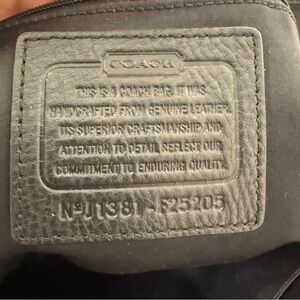 COACH
THIS IS A COACH BAG. IT WAS
HANDCRAFTED FROM GENUINE LEATHER.
ITS SUPERIOR CRAFTSMANSHIP AND
ATTENTION TO DETAIL REFLECT OUR
COMMITMENT TO ENDURING QUALITY.
Nº J1381-F25205